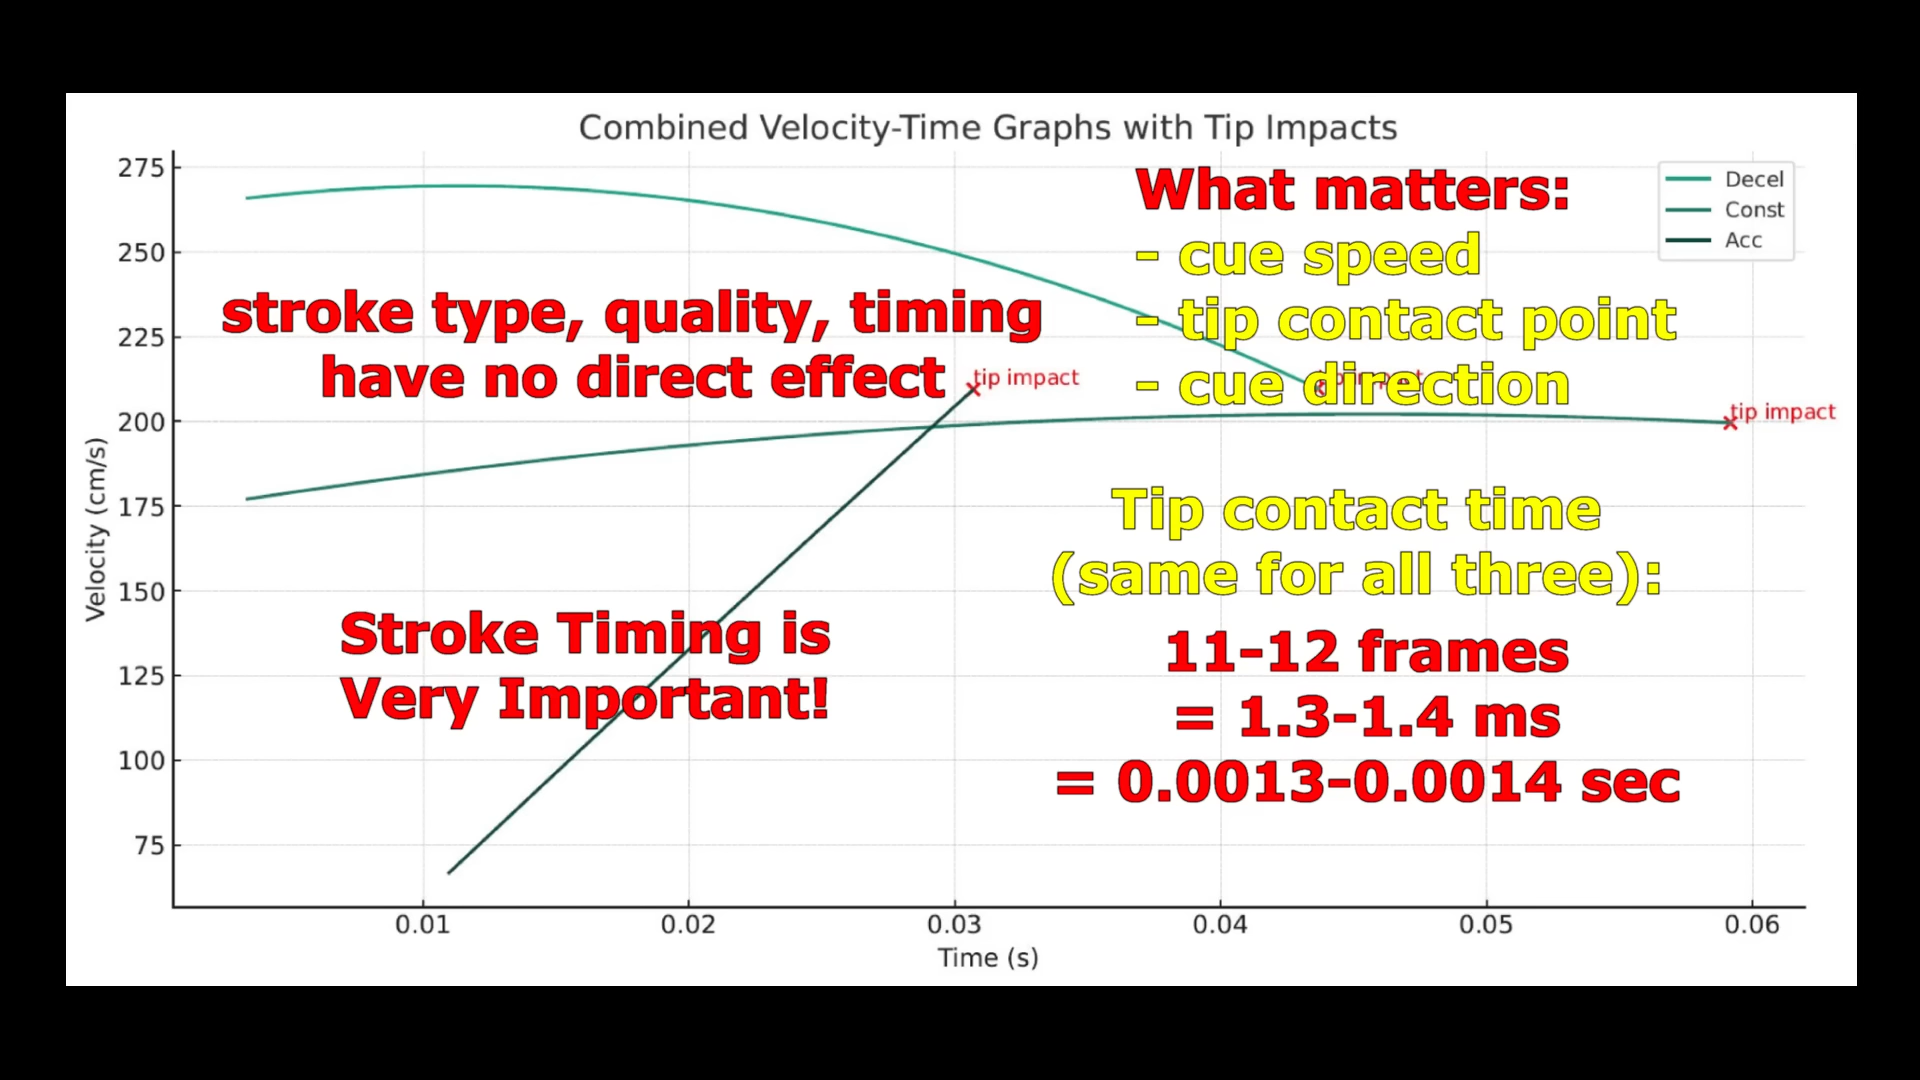 Combined Velocity-Time Graphs with Tip Impacts
275
250
225
200
175
150
125
100
75
Velocity (cm/s)
0.01
0.02
0.03
0.04
0.05
0.06
Time (s)
Decel
Const
Acc
stroke type, quality, timing
have no direct effect
tip impact
What matters:
- cue speed
- tip contact point
- cue direction
tip impact
Stroke Timing is
Very Important!
Tip contact time
(same for all three):
11-12 frames
= 1.3-1.4 ms
= 0.0013-0.0014 sec